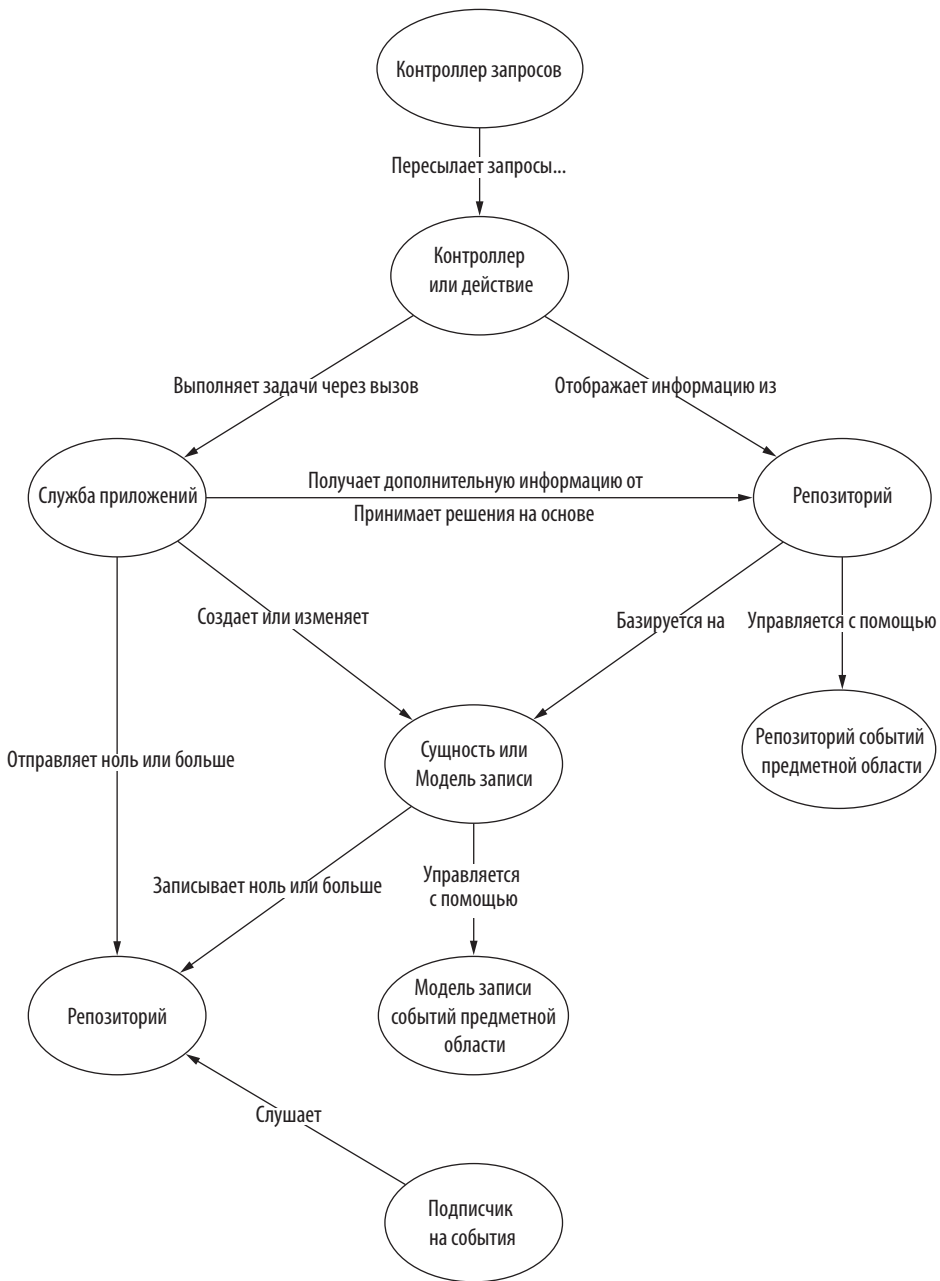 Контроллер запросов
Пересылает запросы...
Контроллер
или действие
Выполняет задачи через вызов
Отображает информацию из
Служба приложений
Получает дополнительную информацию от
Принимает решения на основе
Репозиторий
Создает или изменяет
Базируется на
Управляется с помощью
Отправляет ноль или больше
Сущность или
Модель записи
Репозиторий событий
предметной области
Записывает ноль или больше
Управляется
с помощью
Репозиторий
Модель записи
событий предметной
области
Слушает
Подписчик
на события